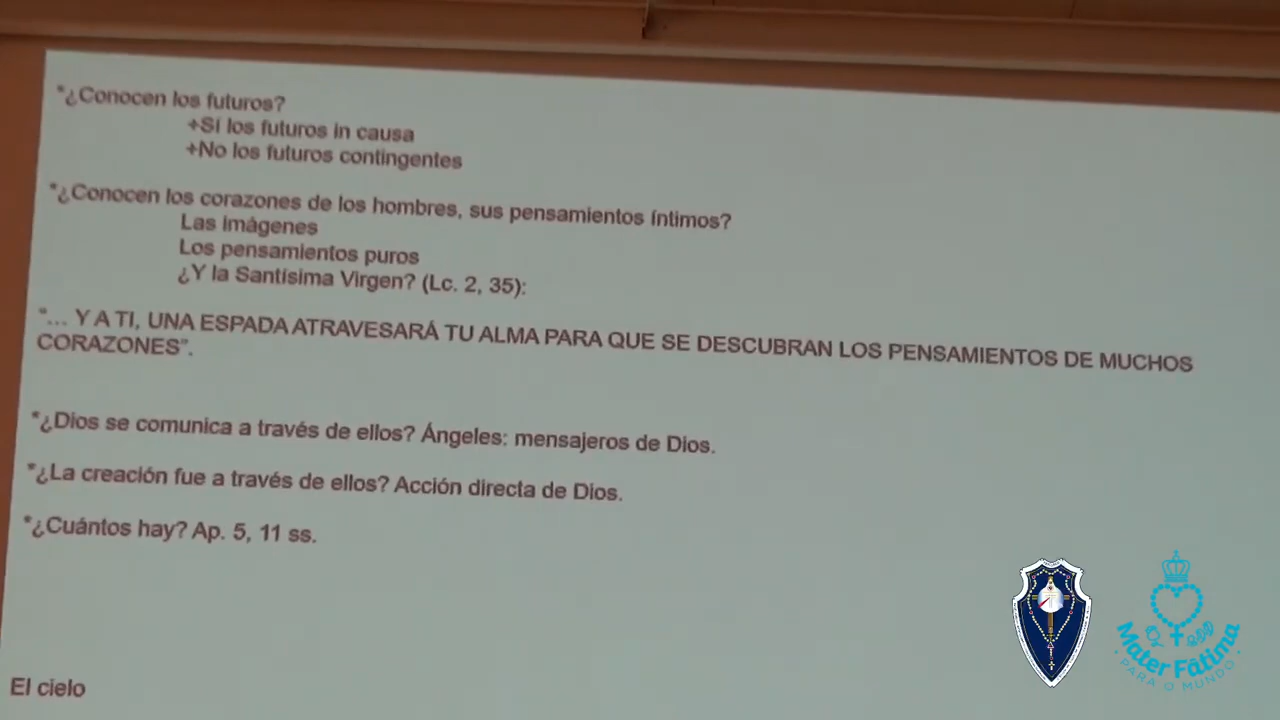 *¿Conocen los futuros?
+Sí los futuros in causa
+No los futuros contingentes
*¿Conocen los corazones de los hombres, sus pensamientos íntimos?
Las imágenes
Los pensamientos puros
¿Y la Santísima Virgen? (Lc. 2, 35):
"... Y A TI, UNA ESPADA ATRAVESARÁ TU ALMA PARA QUE SE DESCUBRAN LOS PENSAMIENTOS DE MUCHOS
CORAZONES".
*¿Dios se comunica a través de ellos? Ángeles: mensajeros de Dios.
*¿La creación fue a través de ellos? Acción directa de Dios.
*¿Cuántos hay? Ap. 5, 11 ss.
El cielo
Mater Fátima
· PARA O MUNDO ·